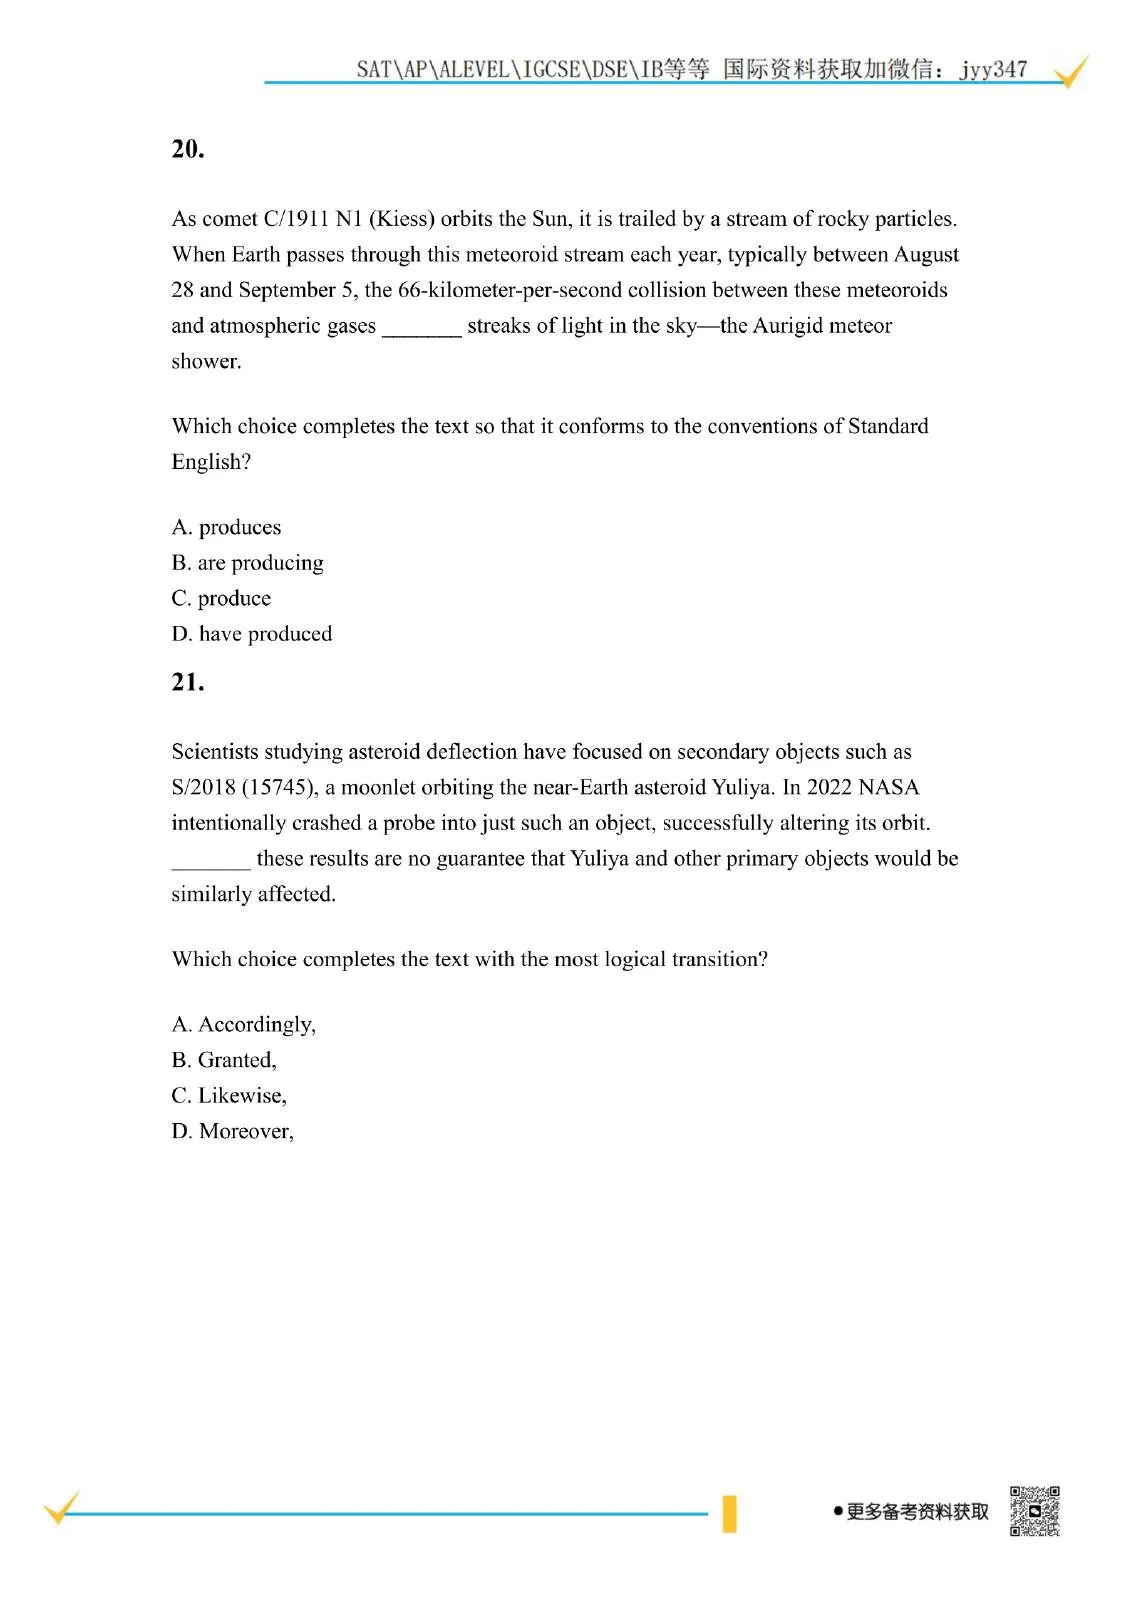 SAT\AP\ALEVEL\IGCSE\DSE\IB等等 国际资料获取加微信：jyy347
20.
As comet C/1911 N1 (Kiess) orbits the Sun, it is trailed by a stream of rocky particles.
When Earth passes through this meteoroid stream each year, typically between August
28 and September 5, the 66-kilometer-per-second collision between these meteoroids
and atmospheric gases _______ streaks of light in the sky—the Aurigid meteor
shower.
Which choice completes the text so that it conforms to the conventions of Standard
English?
A. produces
B. are producing
C. produce
D. have produced
21.
Scientists studying asteroid deflection have focused on secondary objects such as
S/2018 (15745), a moonlet orbiting the near-Earth asteroid Yuliya. In 2022 NASA
intentionally crashed a probe into just such an object, successfully altering its orbit.
_______ these results are no guarantee that Yuliya and other primary objects would be
similarly affected.
Which choice completes the text with the most logical transition?
A. Accordingly,
B. Granted,
C. Likewise,
D. Moreover,
•更多备考资料获取